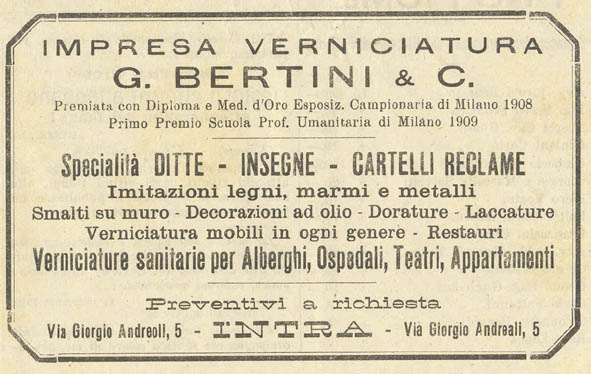 IMPRESA VERNICIATURA
G. BERTINI & C.
Premiata con Diploma e Med. d'Oro Esposiz. Campionaria di Milano 1908
Primo Premio Scuola Prof. Umanitaria di Milano 1909
Specialità DITTE - INSEGNE - CARTELLI RECLAME
Imitazioni legni, marmi e metalli
Smalti su muro - Decorazioni ad olio - Dorature - Laccature
Verniciatura mobili in ogni genere - Restauri
Verniciature sanitarie per Alberghi, Ospedali, Teatri, Appartamenti
Preventivi a richiesta
Via Giorgio Andreoli, 5 - INTRA - Via Giorgio Andreali, 5